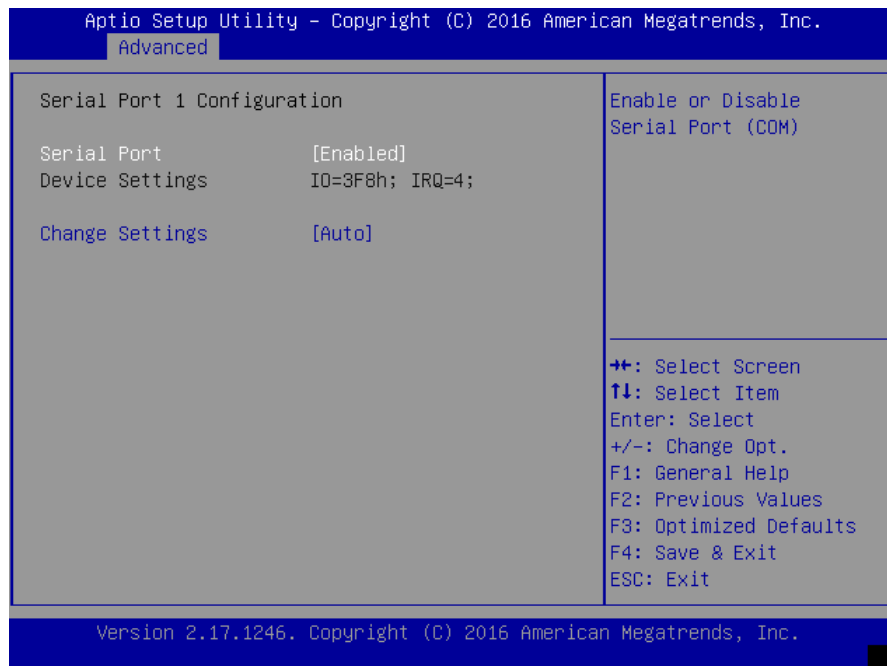 Aptio Setup Utility – Copyright (C) 2016 American Megatrends, Inc.
Advanced
Serial Port 1 Configuration
Serial Port [Enabled]
Device Settings IO=3F8h; IRQ=4;
Change Settings [Auto]
Enable or Disable
Serial Port (COM)
→←: Select Screen
↑↓: Select Item
Enter: Select
+/-: Change Opt.
F1: General Help
F2: Previous Values
F3: Optimized Defaults
F4: Save & Exit
ESC: Exit
Version 2.17.1246. Copyright (C) 2016 American Megatrends, Inc.